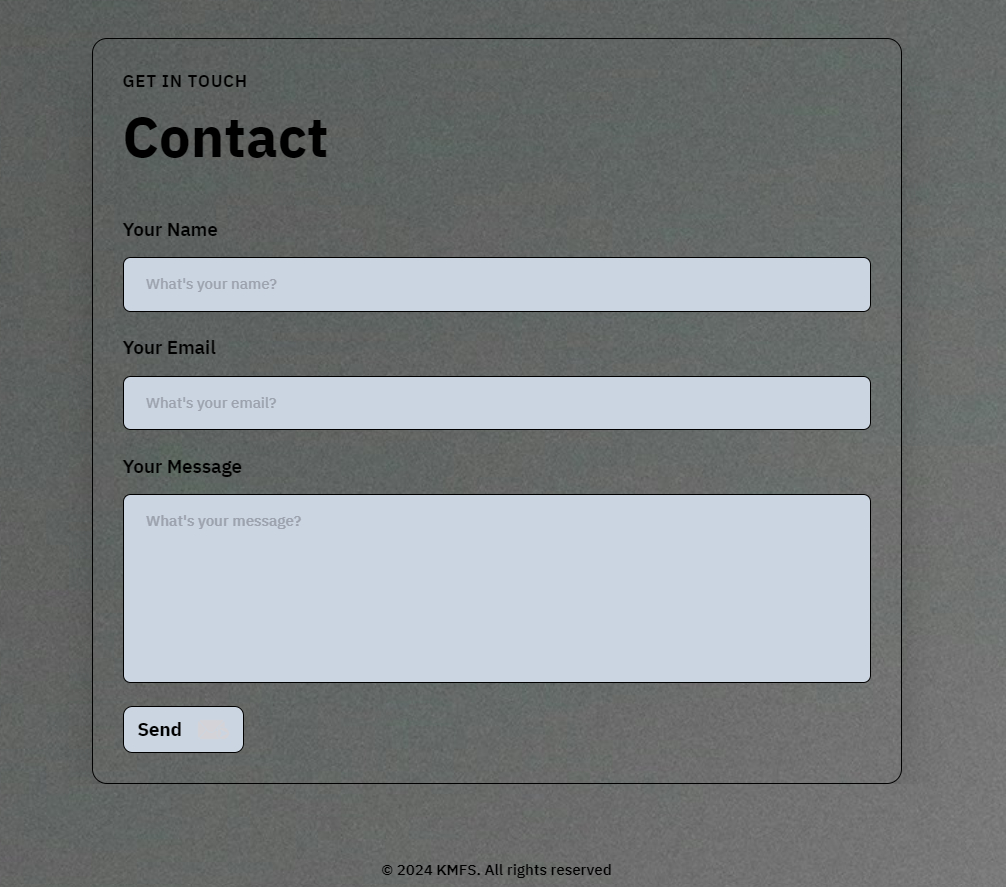 GET IN TOUCH
Contact
Your Name
What's your name?
Your Email
What's your email?
Your Message
What's your message?
Send
© 2024 KMFS. All rights reserved